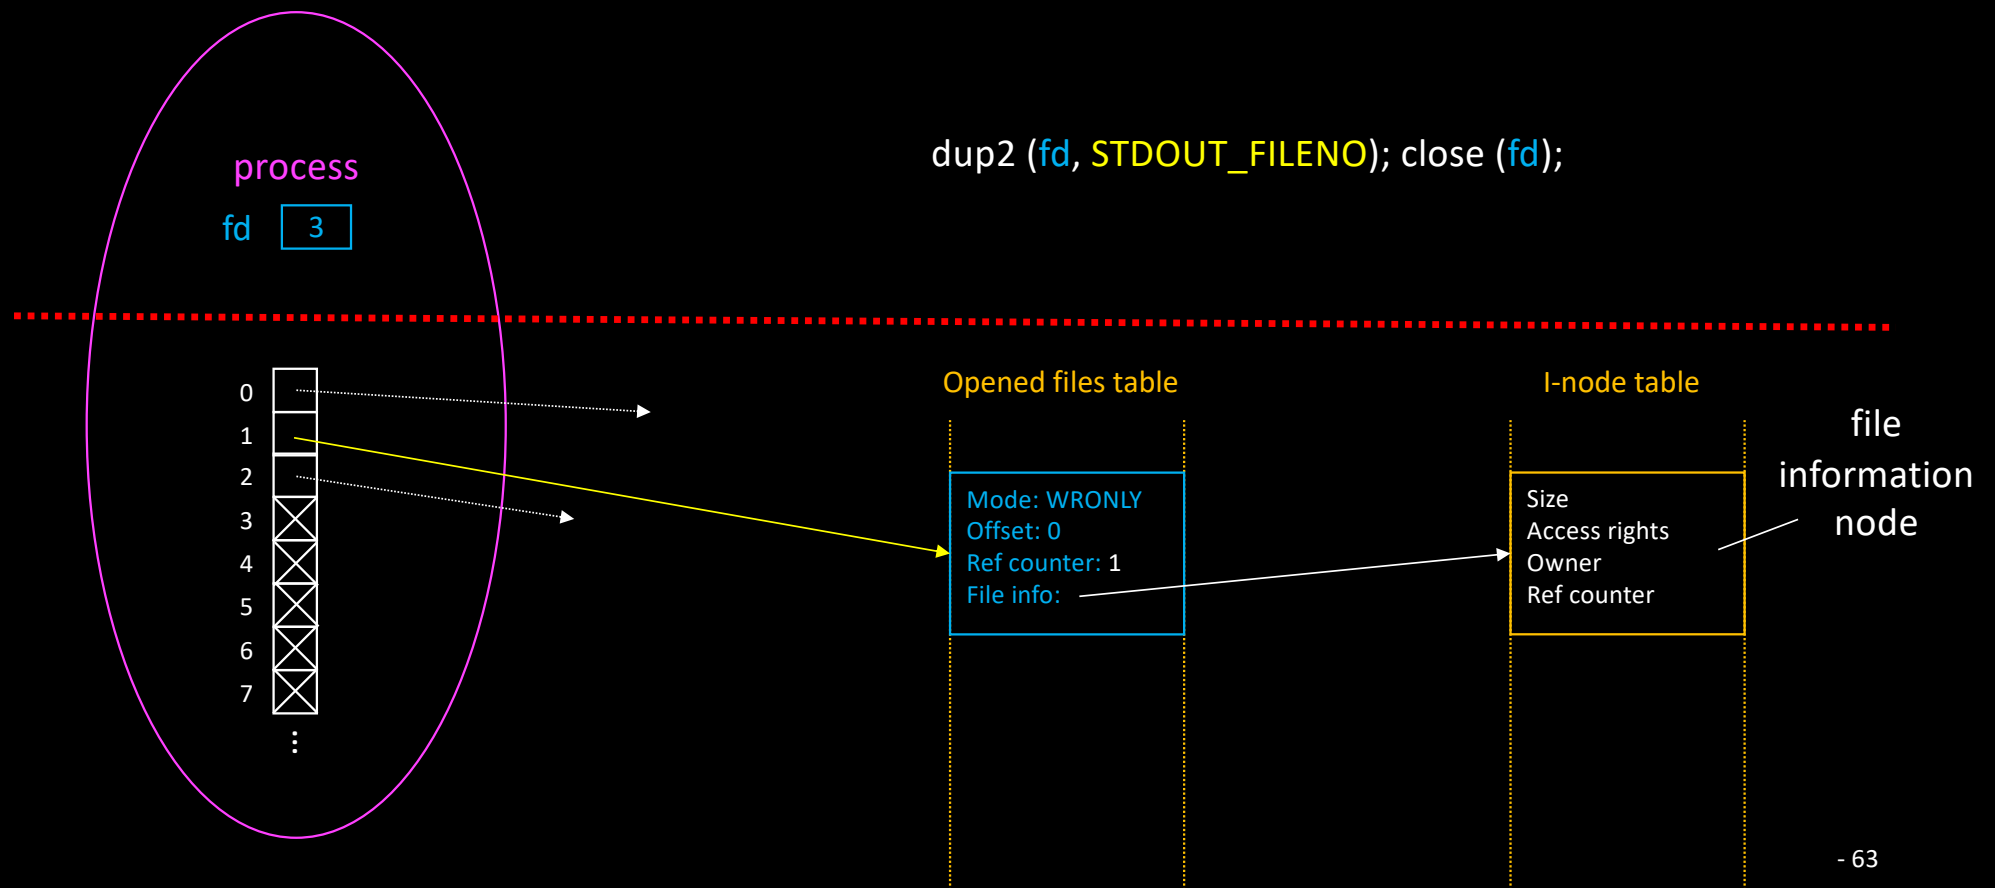 dup2 (fd, STDOUT_FILENO); close (fd);
process
fd 3
0
1
2
3
4
5
6
7
⋮
Opened files table
Mode: WRONLY
Offset: 0
Ref counter: 1
File info:
I-node table
Size
Access rights
Owner
Ref counter
file
information
node
- 63